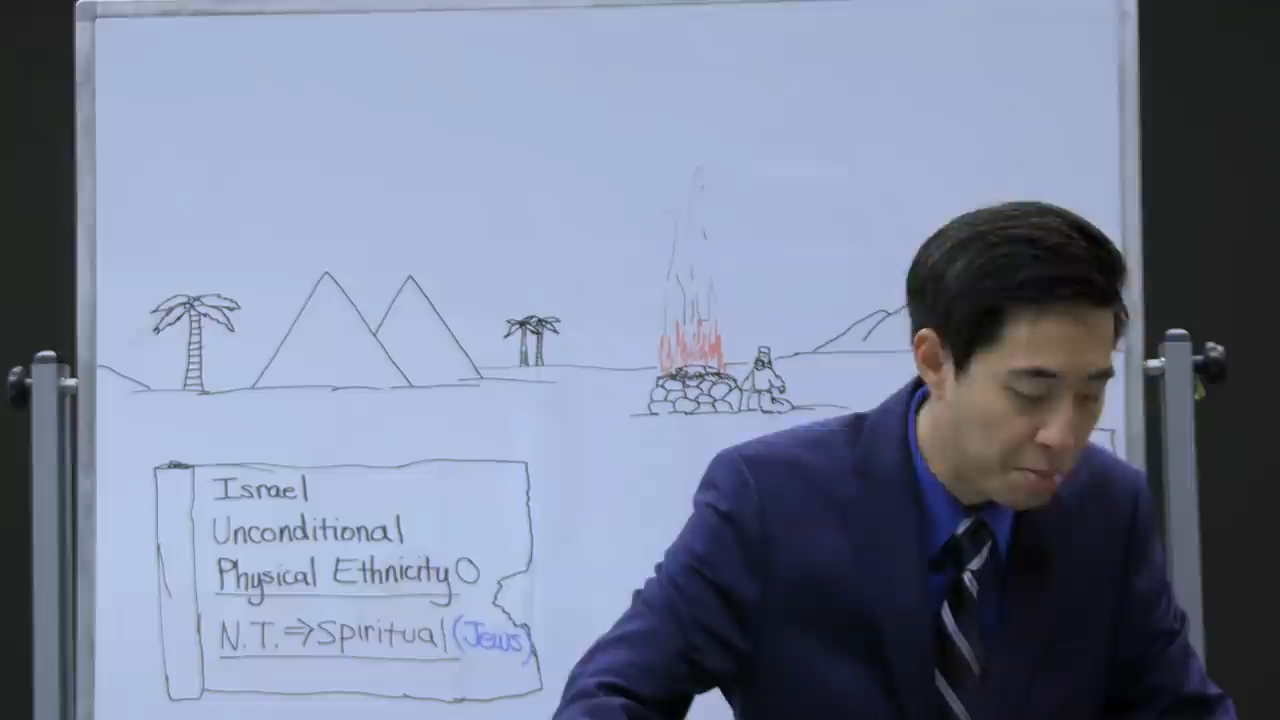 Israel
Unconditional
Physical Ethnicity O
N.T. ⇒ Spiritual (Jews)